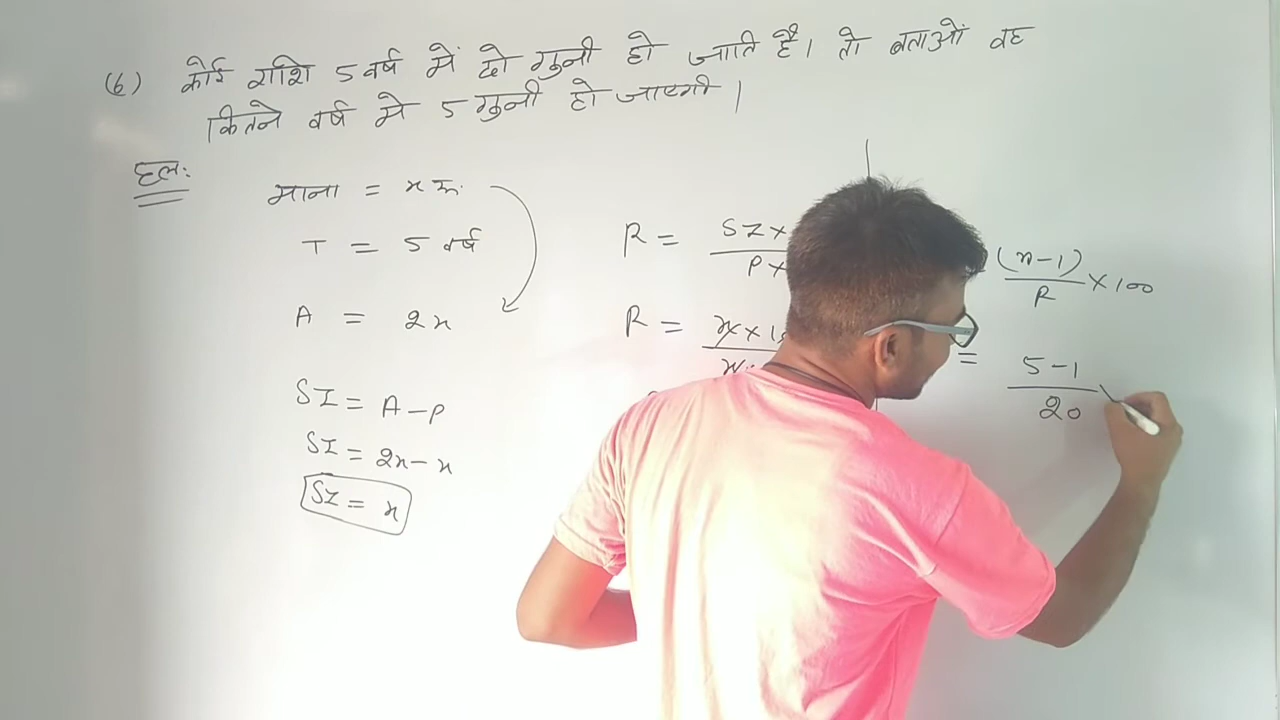 (6) कोई राशि 5 वर्ष में दो गुनी हो जाति है। तो बताओं वह
कितने वर्ष मे 5 गुनी हो जाएगी।
हल:
माना = x रू.
T = 5 वर्ष
A = 2x
SI = A-P
SI = 2x-x
SI = x
R = SI×
P×
R = x×1
x
(n-1)
R
×100
= 5-1
20